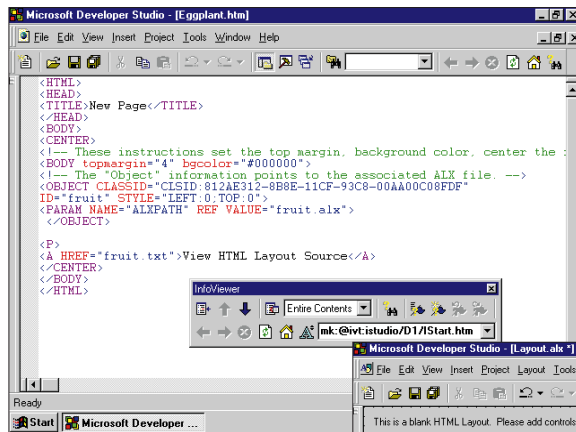 Microsoft Developer Studio - [Eggplant.htm]
File Edit View Insert Project Tools Window Help
<HTML>
<HEAD>
<TITLE>New Page</TITLE>
</HEAD>
<BODY>
<CENTER>
<!-- These instructions set the top margin, background color, center the
<BODY topmargin="4" bgcolor="#000000">
<!-- The "Object" information points to the associated ALX file. -->
<OBJECT CLASSID="CLSID:812AE312-8B8E-11CF-93C8-00AA00C08FDF"
ID="fruit" STYLE="LEFT:0;TOP:0">
<PARAM NAME="ALXPATH" REF VALUE="fruit.alx">
</OBJECT>
<P>
<A HREF="fruit.txt">View HTML Layout Source</A>
</CENTER>
</BODY>
</HTML>
InfoViewer
Entire Contents
mk:@ivt:istudio/D1/IStart.htm
Microsoft Developer Studio - [Layout.alx *]
File Edit View Insert Project Layout Tools
This is a blank HTML Layout. Please add controls
Ready
Start Microsoft Developer ...